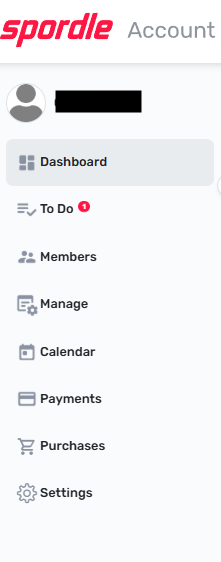 spordle Account
Dashboard
To Do 1
Members
Manage
Calendar
Payments
Purchases
Settings